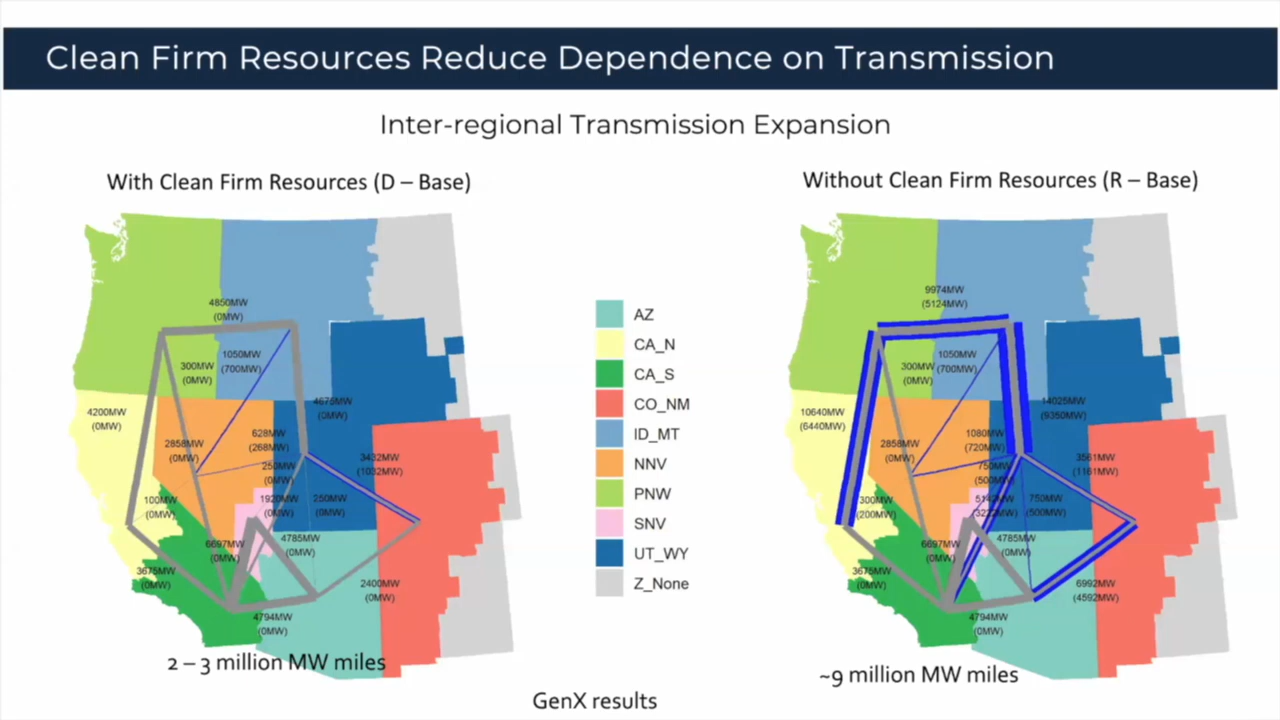 Clean Firm Resources Reduce Dependence on Transmission
Inter-regional Transmission Expansion
With Clean Firm Resources (D – Base)
4850MW
(0MW)
300MW
(0MW)
1050MW
(700MW)
4675MW
(0MW)
4200MW
(0MW)
2858MW
(0MW)
628MW
(268MW)
250MW
(0MW)
3432MW
(1032MW)
100MW
(0MW)
1920MW
(0MW)
250MW
(0MW)
6697MW
(0MW)
4785MW
(0MW)
3675MW
(0MW)
2400MW
(0MW)
4794MW
(0MW)
2 – 3 million MW miles
AZ
CA_N
CA_S
CO_NM
ID_MT
NNV
PNW
SNV
UT_WY
Z_None
Without Clean Firm Resources (R – Base)
9974MW
(5124MW)
300MW
(0MW)
1050MW
(700MW)
14025MW
(9350MW)
10640MW
(6440MW)
2858MW
(0MW)
1080MW
(720MW)
750MW
(500MW)
3561MW
(1161MW)
300MW
(200MW)
750MW
(500MW)
6697MW
(0MW)
4785MW
(0MW)
3675MW
(0MW)
6992MW
(4592MW)
4794MW
(0MW)
~9 million MW miles
GenX results